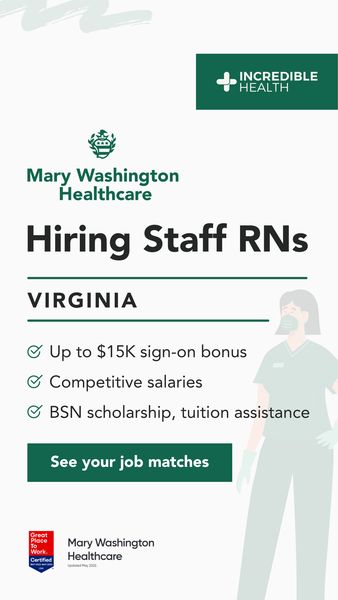 INCREDIBLE
HEALTH
Mary Washington
Healthcare
Hiring Staff RNs
VIRGINIA
Up to $15K sign-on bonus
Competitive salaries
BSN scholarship, tuition assistance
See your job matches
Great
Place
To
Work.
Certified
Mary Washington
Healthcare